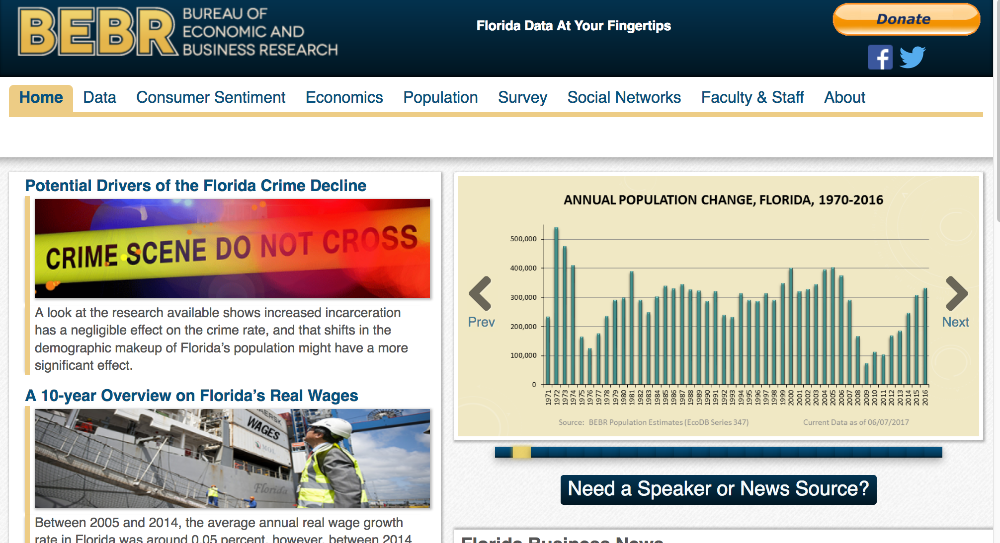 BEBR
BUREAU OF
ECONOMIC AND
BUSINESS RESEARCH
Florida Data At Your Fingertips
Donate
Home Data Consumer Sentiment Economics Population Survey Social Networks Faculty & Staff About
Potential Drivers of the Florida Crime Decline
CRIME SCENE DO NOT CROSS
A look at the research available shows increased incarceration
has a negligible effect on the crime rate, and that shifts in the
demographic makeup of Florida’s population might have a more
significant effect.
A 10-year Overview on Florida’s Real Wages
MAERSK
WAGES
MOL
Florida
Between 2005 and 2014, the average annual real wage growth
rate in Florida was around 0.05 percent, however, between 2014
ANNUAL POPULATION CHANGE, FLORIDA, 1970-2016
500,000
400,000
300,000
200,000
100,000
0
1971 1972 1973 1974 1975 1976 1977 1978 1979 1980 1981 1982 1983 1984 1985 1986 1987 1988 1989 1990 1991 1992 1993 1994 1995 1996 1997 1998 1999 2000 2001 2002 2003 2004 2005 2006 2007 2008 2009 2010 2011 2012 2013 2014 2015 2016
Source: BEBR Population Estimates (EcoDB Series 347) Current Data as of 06/07/2017
Prev
Next
Need a Speaker or News Source?
Florida Business News